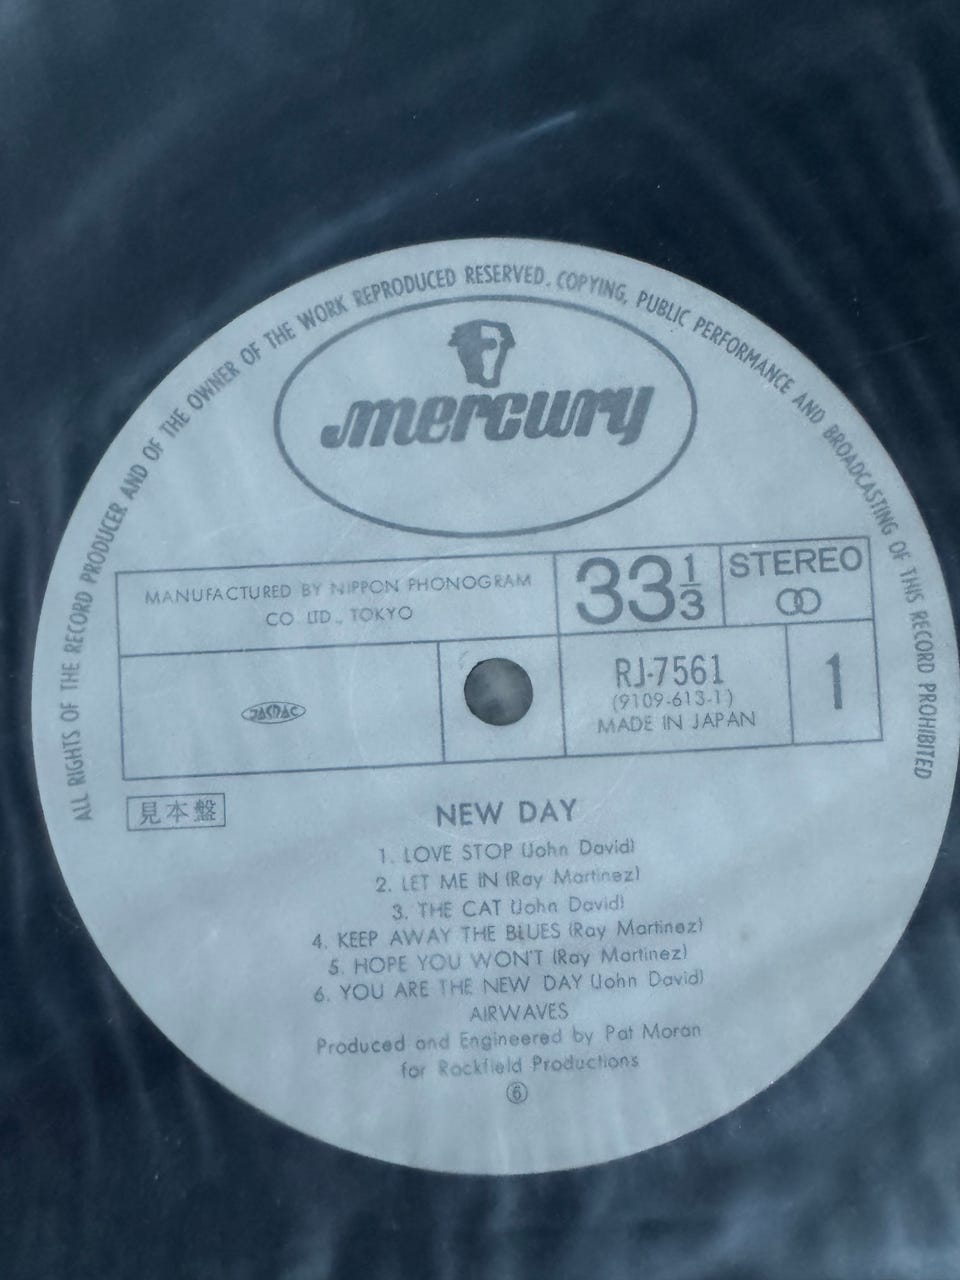 ALL RIGHTS OF THE RECORD PRODUCER AND OF THE OWNER OF THE WORK REPRODUCED RESERVED. COPYING, PUBLIC PERFORMANCE AND BROADCASTING OF THIS RECORD PROHIBITED
mercury
MANUFACTURED BY NIPPON PHONOGRAM
CO. LTD., TOKYO
33 1/3
STEREO
JASRAC
RJ-7561
(9109-613-1)
MADE IN JAPAN
1
見本盤
NEW DAY
1. LOVE STOP (John David)
2. LET ME IN (Ray Martinez)
3. THE CAT (John David)
4. KEEP AWAY THE BLUES (Ray Martinez)
5. HOPE YOU WON'T (Ray Martinez)
6. YOU ARE THE NEW DAY (John David)
AIRWAVES
Produced and Engineered by Pat Moran
for Rockfield Productions
⑥